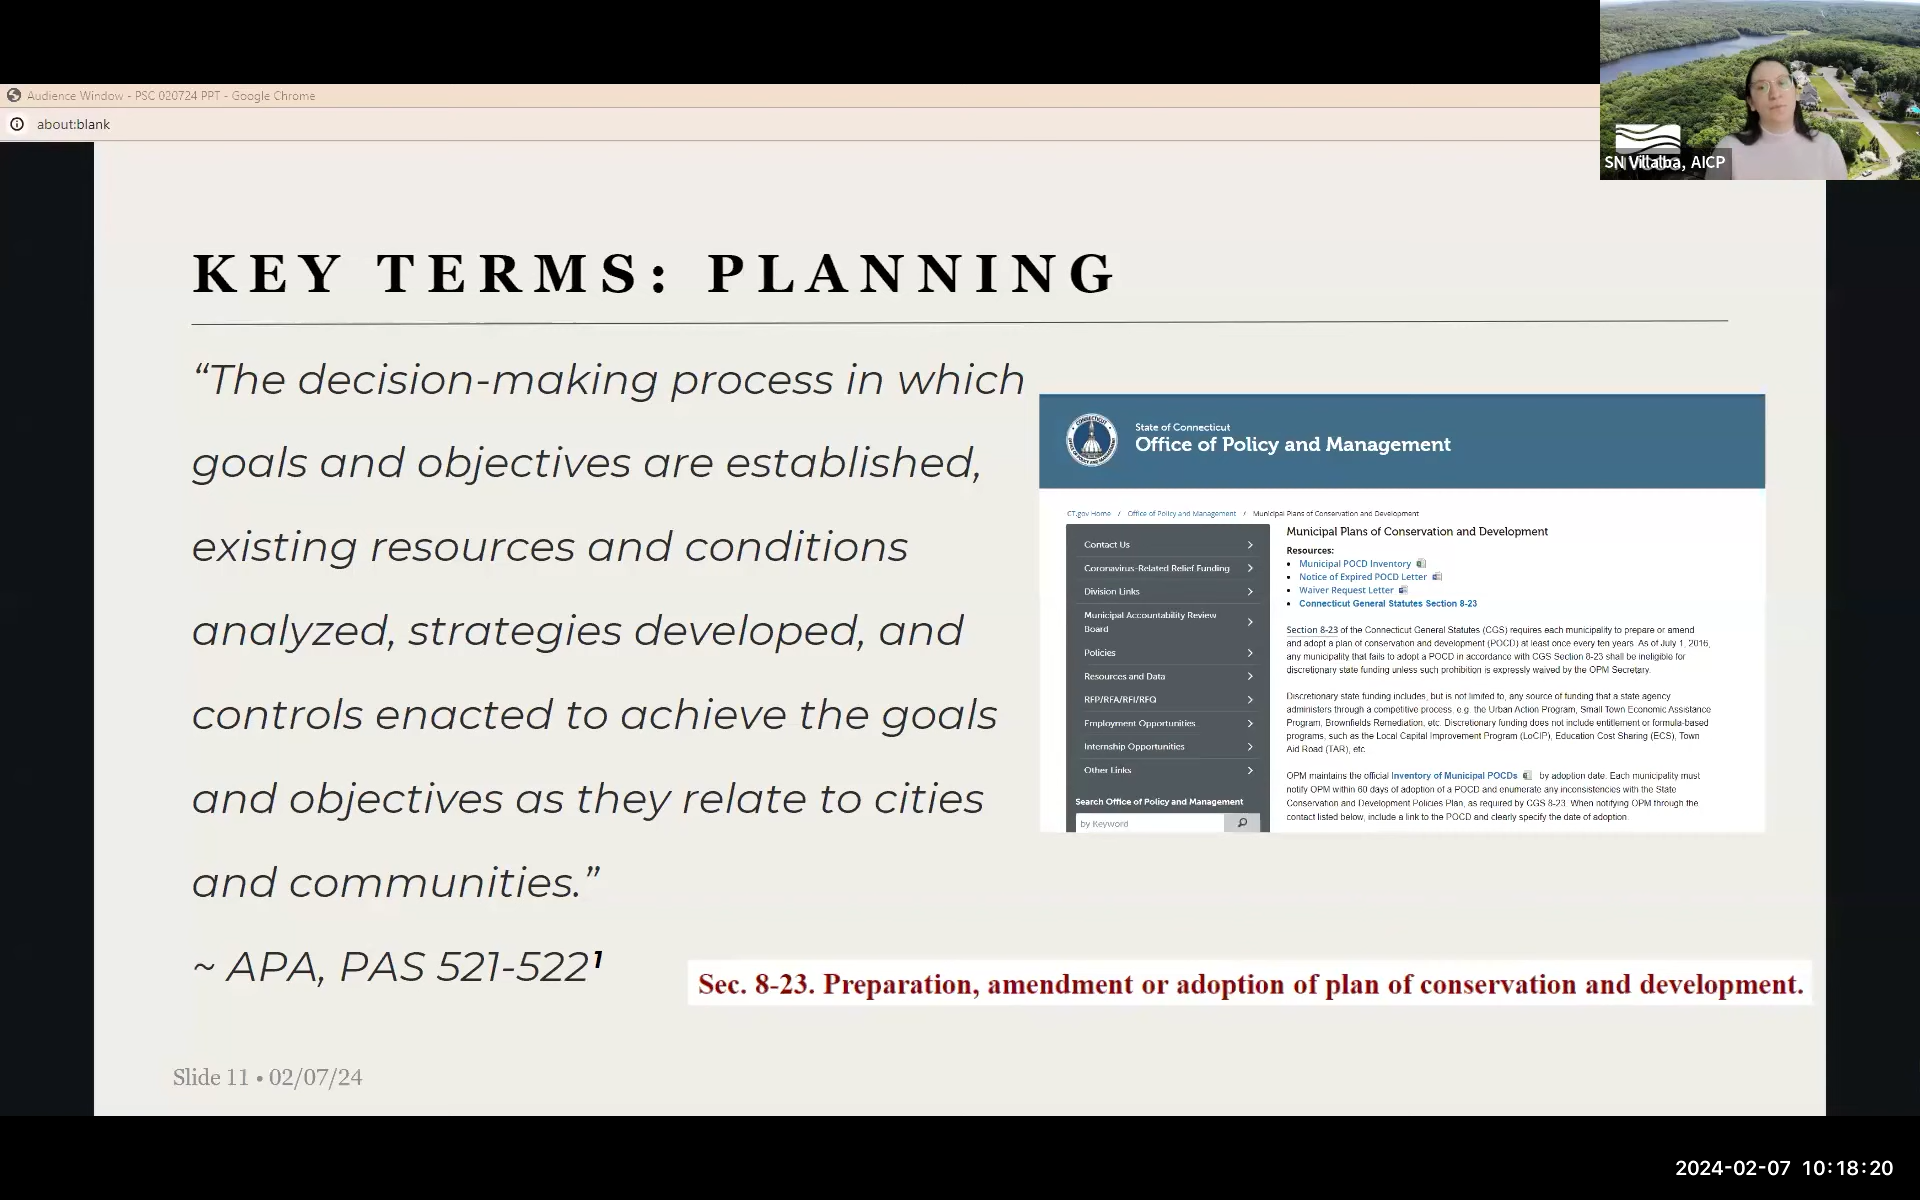 Audience Window - PSC 020724 PPT - Google Chrome
about:blank
SN Villalba, AICP
KEY TERMS: PLANNING
“The decision-making process in which
goals and objectives are established,
existing resources and conditions
analyzed, strategies developed, and
controls enacted to achieve the goals
and objectives as they relate to cities
and communities.”
~ APA, PAS 521-522¹
State of Connecticut
Office of Policy and Management
CT.gov Home / Office of Policy and Management / Municipal Plans of Conservation and Development
Contact Us
Coronavirus-Related Relief Funding
Division Links
Municipal Accountability Review
Board
Policies
Resources and Data
RFP/RFA/RFI/RFQ
Employment Opportunities
Internship Opportunities
Other Links
Search Office of Policy and Management
by Keyword
Municipal Plans of Conservation and Development
Resources:
• Municipal POCD Inventory
• Notice of Expired POCD Letter
• Waiver Request Letter
• Connecticut General Statutes Section 8-23
Section 8-23 of the Connecticut General Statutes (CGS) requires each municipality to prepare or amend
and adopt a plan of conservation and development (POCD) at least once every ten years. As of July 1, 2016,
any municipality that fails to adopt a POCD in accordance with CGS Section 8-23 shall be ineligible for
discretionary state funding unless such prohibition is expressly waived by the OPM Secretary.
Discretionary state funding includes, but is not limited to, any source of funding that a state agency
administers through a competitive process, e.g. the Urban Action Program, Small Town Economic Assistance
Program, Brownfields Remediation, etc. Discretionary funding does not include entitlement or formula-based
programs, such as the Local Capital Improvement Program (LoCIP), Education Cost Sharing (ECS), Town
Aid Road (TAR), etc
OPM maintains the official Inventory of Municipal POCDs by adoption date. Each municipality must
notify OPM within 60 days of adoption of a POCD and enumerate any inconsistencies with the State
Conservation and Development Policies Plan, as required by CGS 8-23. When notifying OPM through the
contact listed below, include a link to the POCD and clearly specify the date of adoption.
Sec. 8-23. Preparation, amendment or adoption of plan of conservation and development.
Slide 11 • 02/07/24
2024-02-07 10:18:20